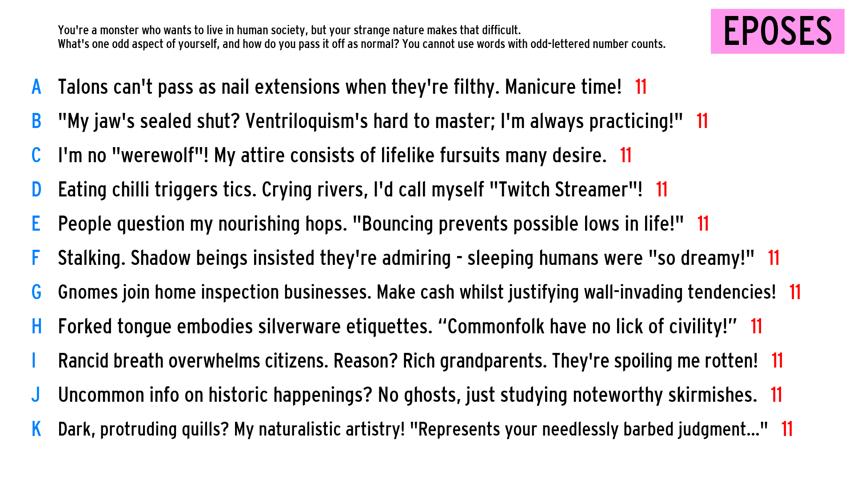 You're a monster who wants to live in human society, but your strange nature makes that difficult.
What's one odd aspect of yourself, and how do you pass it off as normal? You cannot use words with odd-lettered number counts.
EPOSES
A Talons can't pass as nail extensions when they're filthy. Manicure time! 11
B "My jaw's sealed shut? Ventriloquism's hard to master; I'm always practicing!" 11
C I'm no "werewolf"! My attire consists of lifelike fursuits many desire. 11
D Eating chilli triggers tics. Crying rivers, I'd call myself "Twitch Streamer"! 11
E People question my nourishing hops. "Bouncing prevents possible lows in life!" 11
F Stalking. Shadow beings insisted they're admiring - sleeping humans were "so dreamy!" 11
G Gnomes join home inspection businesses. Make cash whilst justifying wall-invading tendencies! 11
H Forked tongue embodies silverware etiquettes. “Commonfolk have no lick of civility!” 11
I Rancid breath overwhelms citizens. Reason? Rich grandparents. They're spoiling me rotten! 11
J Uncommon info on historic happenings? No ghosts, just studying noteworthy skirmishes. 11
K Dark, protruding quills? My naturalistic artistry! "Represents your needlessly barbed judgment..." 11